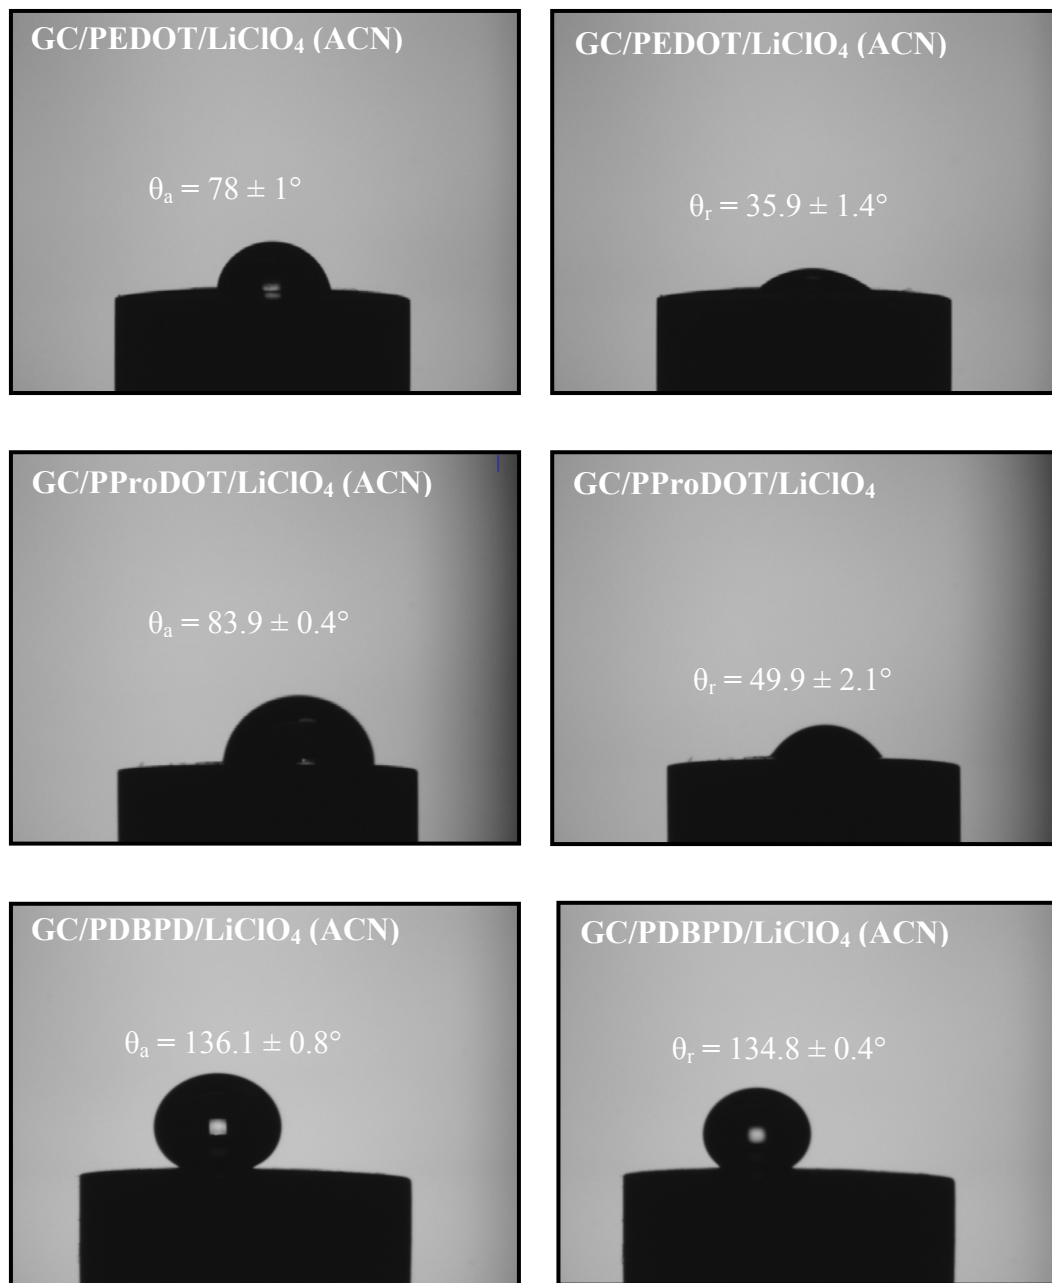 GC/PEDOT/LiClO₄ (ACN)
GC/PEDOT/LiClO₄ (ACN)
θₐ = 78 ± 1°
θᵣ = 35.9 ± 1.4°
GC/PProDOT/LiClO₄ (ACN)
GC/PProDOT/LiClO₄
θₐ = 83.9 ± 0.4°
θᵣ = 49.9 ± 2.1°
GC/PDBPD/LiClO₄ (ACN)
GC/PDBPD/LiClO₄ (ACN)
θₐ = 136.1 ± 0.8°
θᵣ = 134.8 ± 0.4°